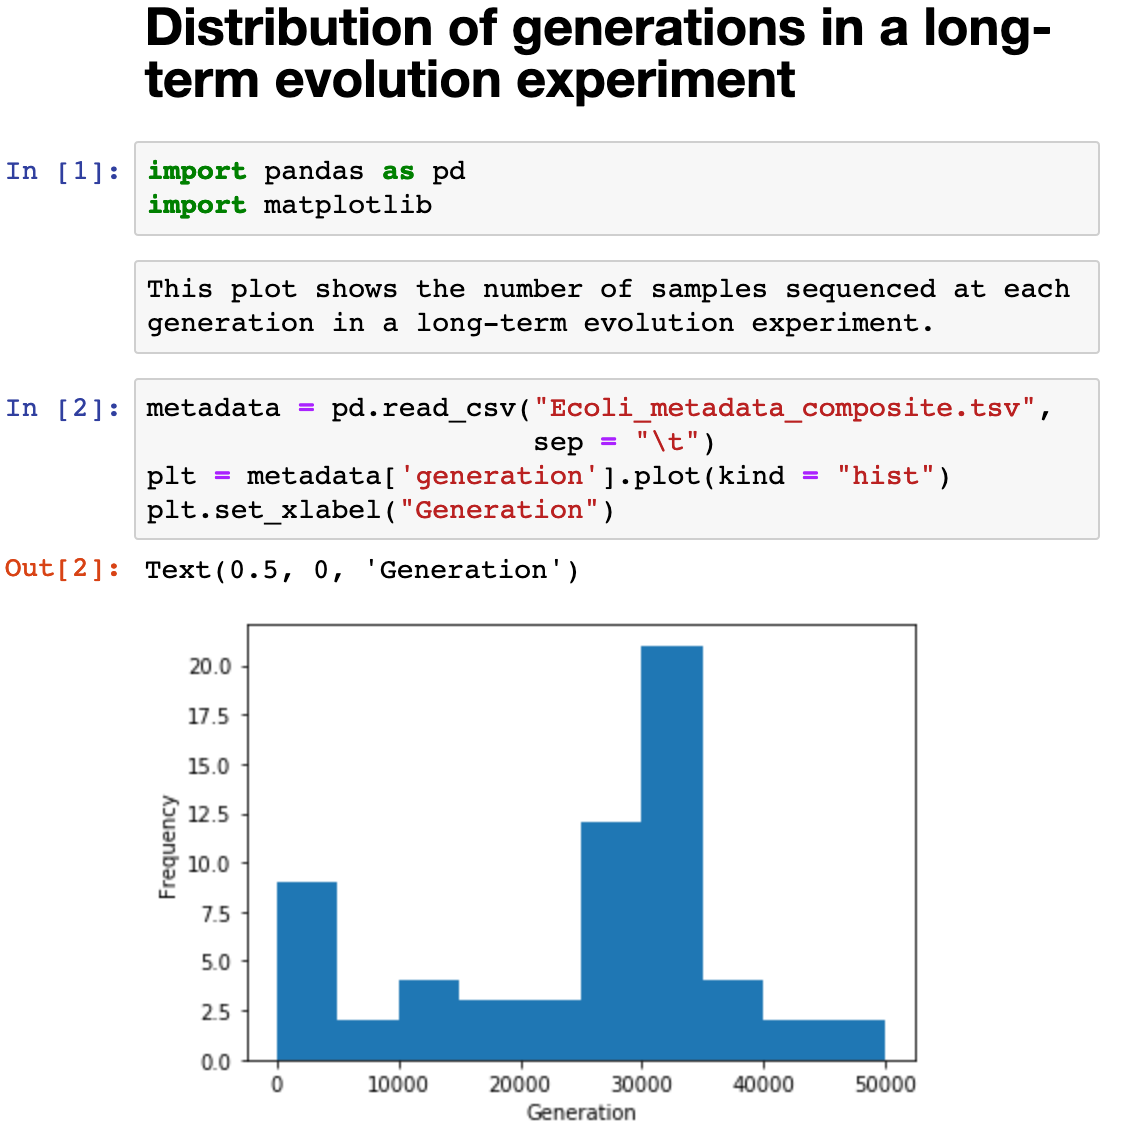 Distribution of generations in a long-
term evolution experiment
In [1]:
import pandas as pd
import matplotlib
This plot shows the number of samples sequenced at each
generation in a long-term evolution experiment.
In [2]:
metadata = pd.read_csv("Ecoli_metadata_composite.tsv",
sep = "\t")
plt = metadata['generation'].plot(kind = "hist")
plt.set_xlabel("Generation")
Out[2]:
Text(0.5, 0, 'Generation')
20.0
17.5
15.0
12.5
10.0
7.5
5.0
2.5
0.0
Frequency
0 10000 20000 30000 40000 50000
Generation